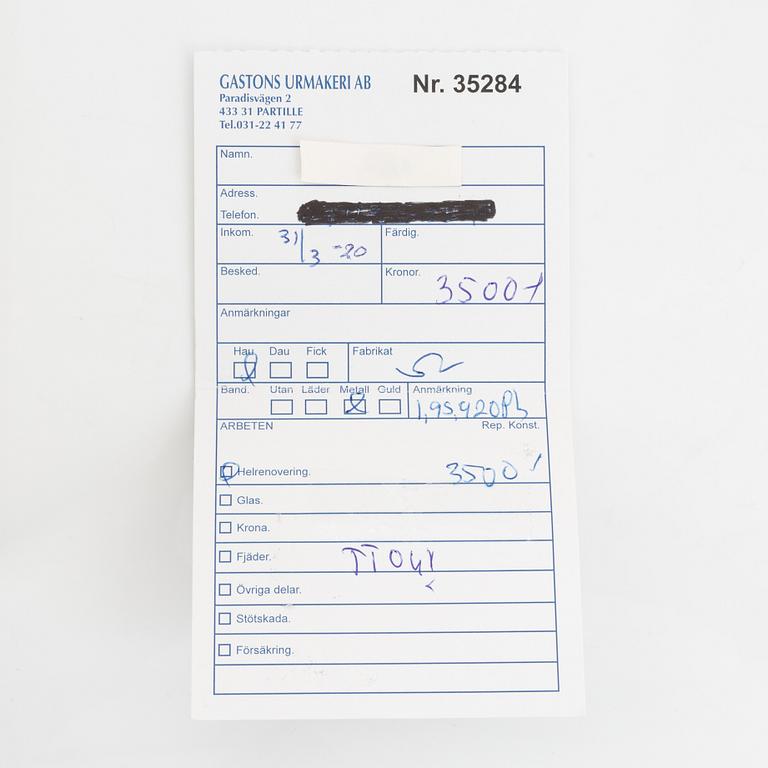 GASTONS URMAKERI AB Nr. 35284
Paradisvägen 2
433 31 PARTILLE
Tel.031-22 41 77
Namn.
Adress.
Telefon.
Inkom. 31/3 -20 Färdig.
Besked. Kronor. 3500
Anmärkningar
Hau Dau Fick Fabrikat
Band. Utan Läder Metall Guld Anmärkning
ARBETEN Rep. Konst.
Helrenovering. 3500
Glas.
Krona.
Fjäder.
Övriga delar.
Stötskada.
Försäkring.